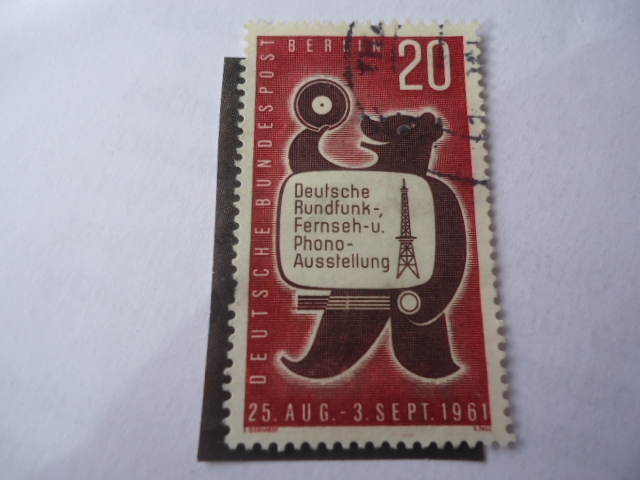 BERLIN
20
DEUTSCHE BUNDESPOST
Deutsche
Rundfunk-,
Fernseh-u.
Phono-
Ausstellung
25. AUG. - 3. SEPT. 1961